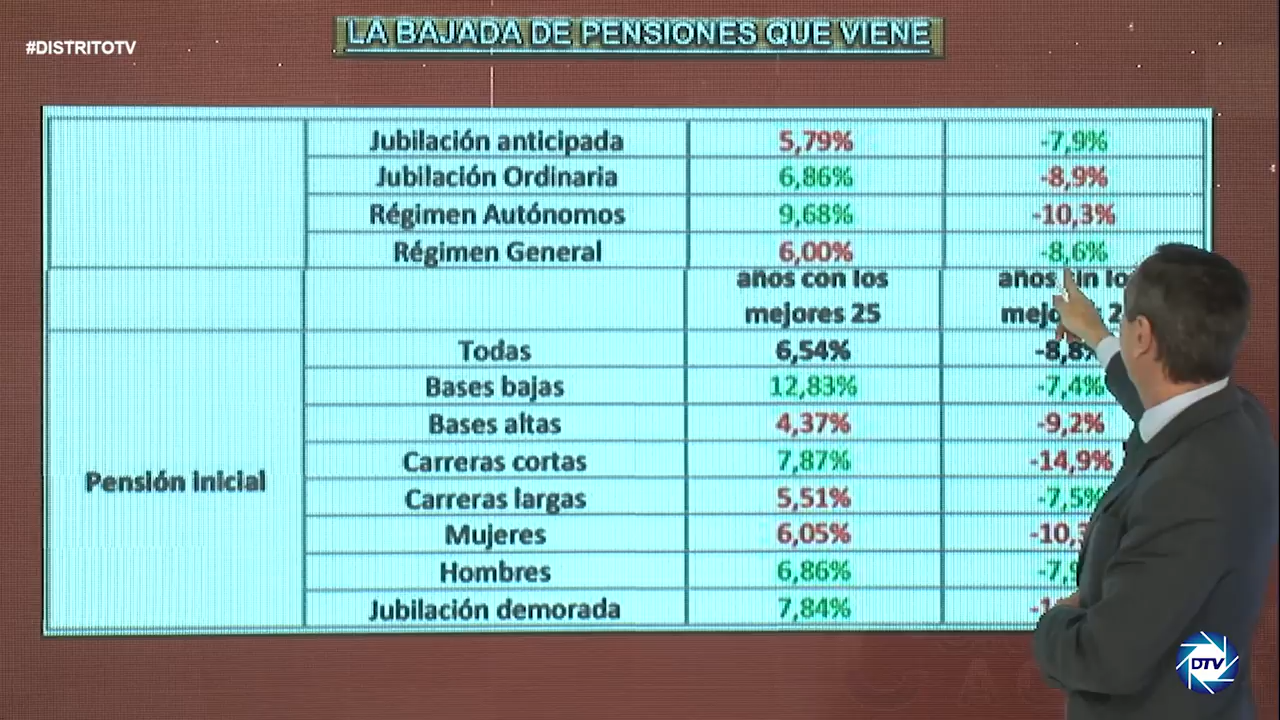 #DISTRITOTV
LA BAJADA DE PENSIONES QUE VIENE
Jubilación anticipada 5,79% -7,9%
Jubilación Ordinaria 6,86% -8,9%
Régimen Autónomos 9,68% -10,3%
Régimen General 6,00% -8,6%
años con los años
mejores 25
Todas 6,54%
Bases bajas 12,83% -7,4%
Bases altas 4,37% -9,2%
Carreras cortas 7,87% -14,9%
Pensión inicial
Carreras largas 5,51% -7,5%
Mujeres 6,05%
Hombres 6,86%
Jubilación demorada 7,84%
DTV